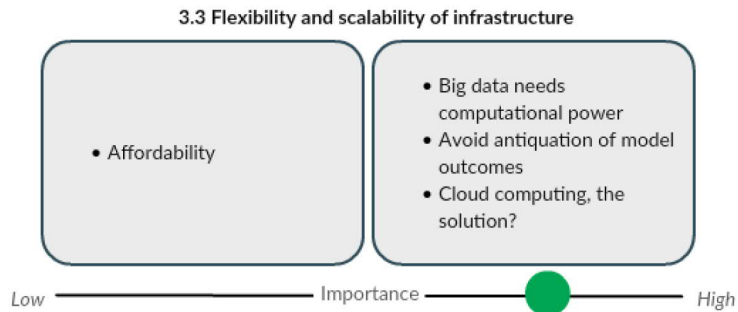 3.3 Flexibility and scalability of infrastructure
• Affordability
• Big data needs
computational power
• Avoid antiquation of model
outcomes
• Cloud computing, the
solution?
Low
Importance
High